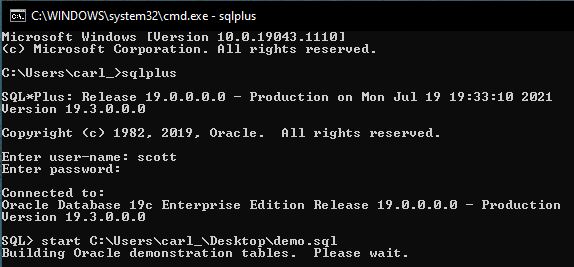 C:\WINDOWS\system32\cmd.exe - sqlplus
Microsoft Windows [Version 10.0.19043.1110]
(c) Microsoft Corporation. All rights reserved.
C:\Users\carl_>sqlplus
SQL*Plus: Release 19.0.0.0.0 - Production on Mon Jul 19 19:33:10 2021
Version 19.3.0.0.0
Copyright (c) 1982, 2019, Oracle.  All rights reserved.
Enter user-name: scott
Enter password:
Connected to:
Oracle Database 19c Enterprise Edition Release 19.0.0.0.0 - Production
Version 19.3.0.0.0
SQL> start C:\Users\carl_\Desktop\demo.sql
Building Oracle demonstration tables.  Please wait.